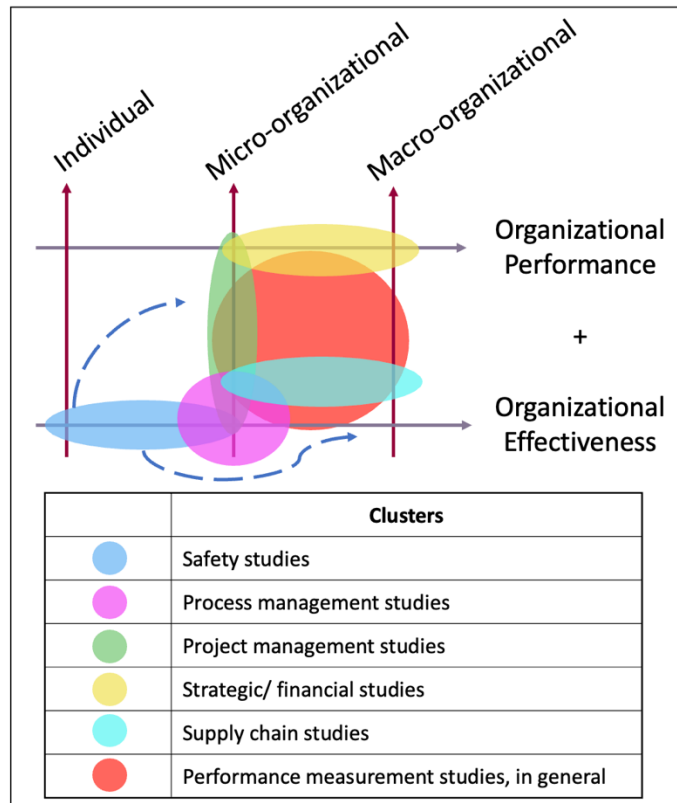 Individual
Micro-organizational
Macro-organizational
Organizational
Performance
+
Organizational
Effectiveness
Clusters
Safety studies
Process management studies
Project management studies
Strategic/ financial studies
Supply chain studies
Performance measurement studies, in general